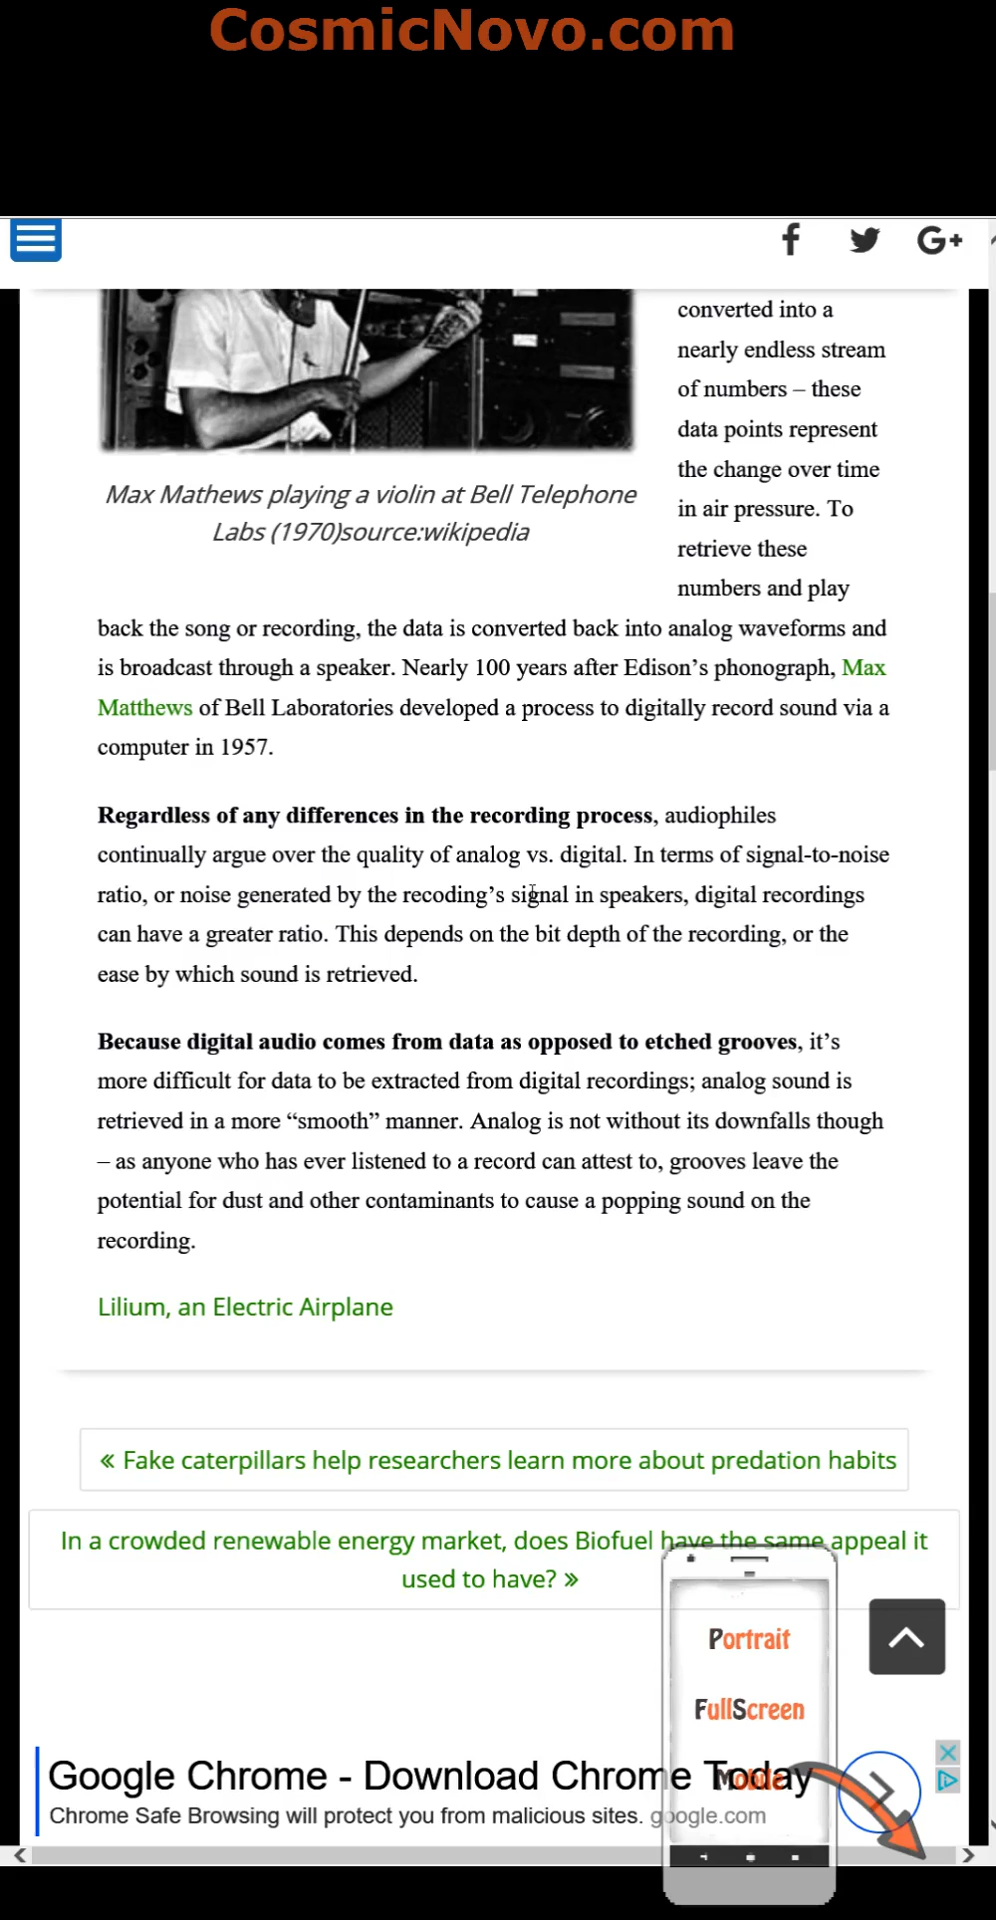 CosmicNovo.com
converted into a
nearly endless stream
of numbers – these
data points represent
the change over time
in air pressure. To
retrieve these
numbers and play
Max Mathews playing a violin at Bell Telephone
Labs (1970)source:wikipedia
back the song or recording, the data is converted back into analog waveforms and
is broadcast through a speaker. Nearly 100 years after Edison’s phonograph, Max
Matthews of Bell Laboratories developed a process to digitally record sound via a
computer in 1957.
Regardless of any differences in the recording process, audiophiles
continually argue over the quality of analog vs. digital. In terms of signal-to-noise
ratio, or noise generated by the recoding’s signal in speakers, digital recordings
can have a greater ratio. This depends on the bit depth of the recording, or the
ease by which sound is retrieved.
Because digital audio comes from data as opposed to etched grooves, it’s
more difficult for data to be extracted from digital recordings; analog sound is
retrieved in a more “smooth” manner. Analog is not without its downfalls though
– as anyone who has ever listened to a record can attest to, grooves leave the
potential for dust and other contaminants to cause a popping sound on the
recording.
Lilium, an Electric Airplane
« Fake caterpillars help researchers learn more about predation habits
In a crowded renewable energy market, does Biofuel have the same appeal it
used to have? »
Portrait
FullScreen
Mobile
Google Chrome - Download Chrome Today
Chrome Safe Browsing will protect you from malicious sites. google.com